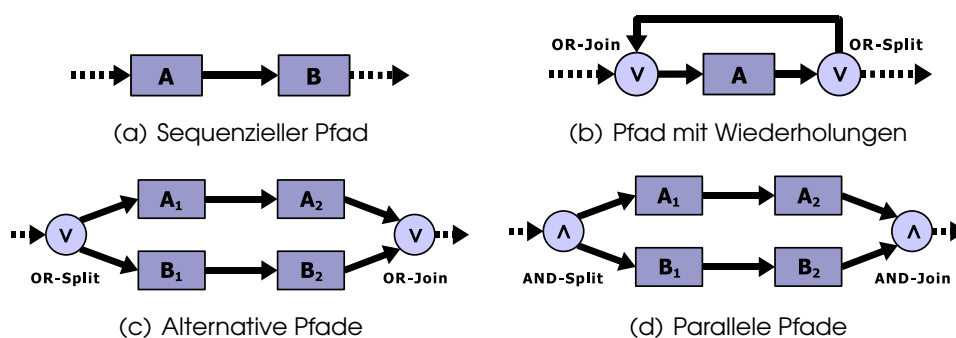 A
B
(a) Sequenzieller Pfad
OR-Join
OR-Split
V
A
V
(b) Pfad mit Wiederholungen
A₁
A₂
V
V
B₁
B₂
OR-Split
OR-Join
(c) Alternative Pfade
A₁
A₂
∧
∧
B₁
B₂
AND-Split
AND-Join
(d) Parallele Pfade